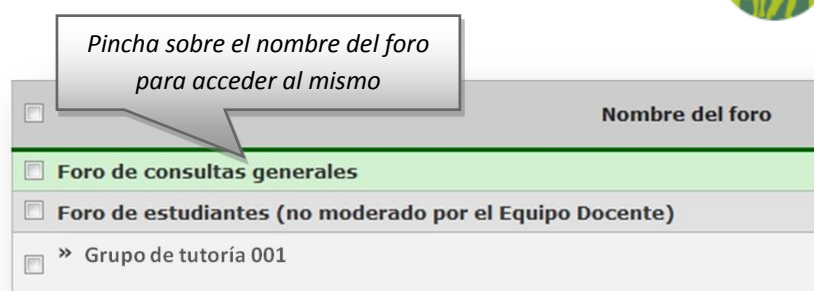 Pincha sobre el nombre del foro
para acceder al mismo
Nombre del foro
Foro de consultas generales
Foro de estudiantes (no moderado por el Equipo Docente)
» Grupo de tutoría 001